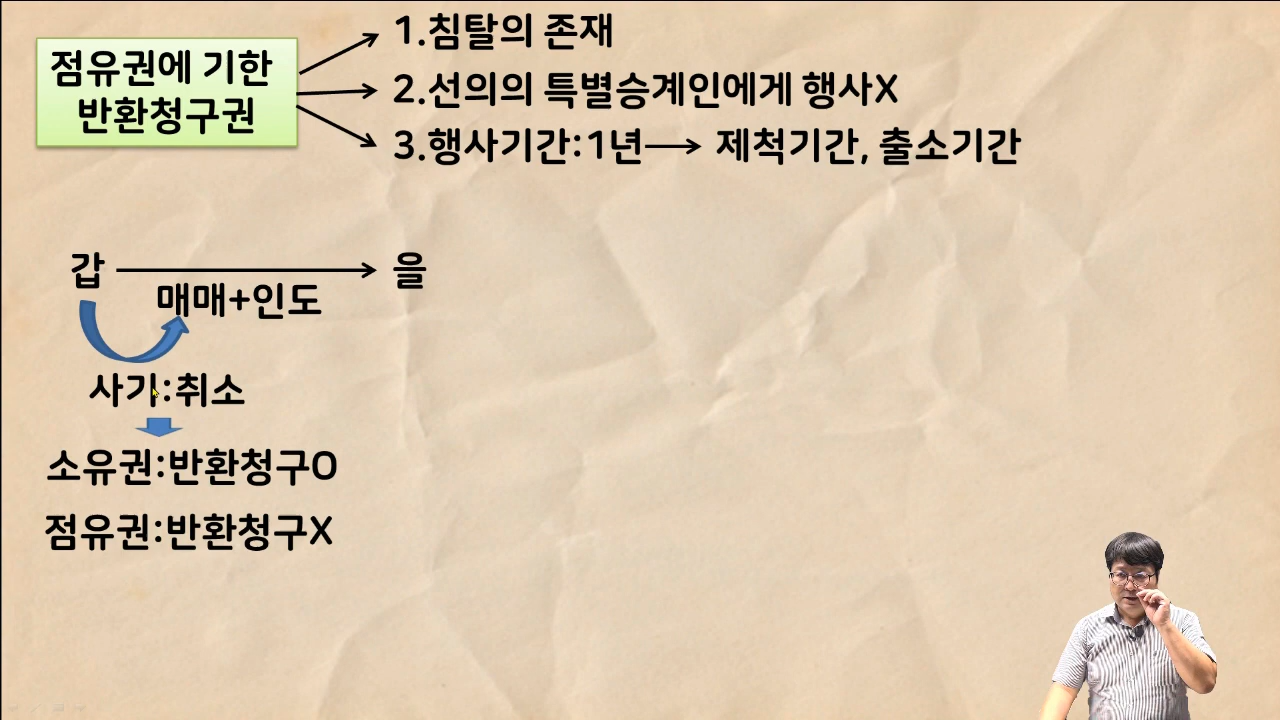 점유권에 기한
반환청구권
1.침탈의 존재
2.선의의 특별승계인에게 행사X
3.행사기간:1년 → 제척기간, 출소기간
갑 → 을
매매+인도
사기:취소
소유권:반환청구O
점유권:반환청구X